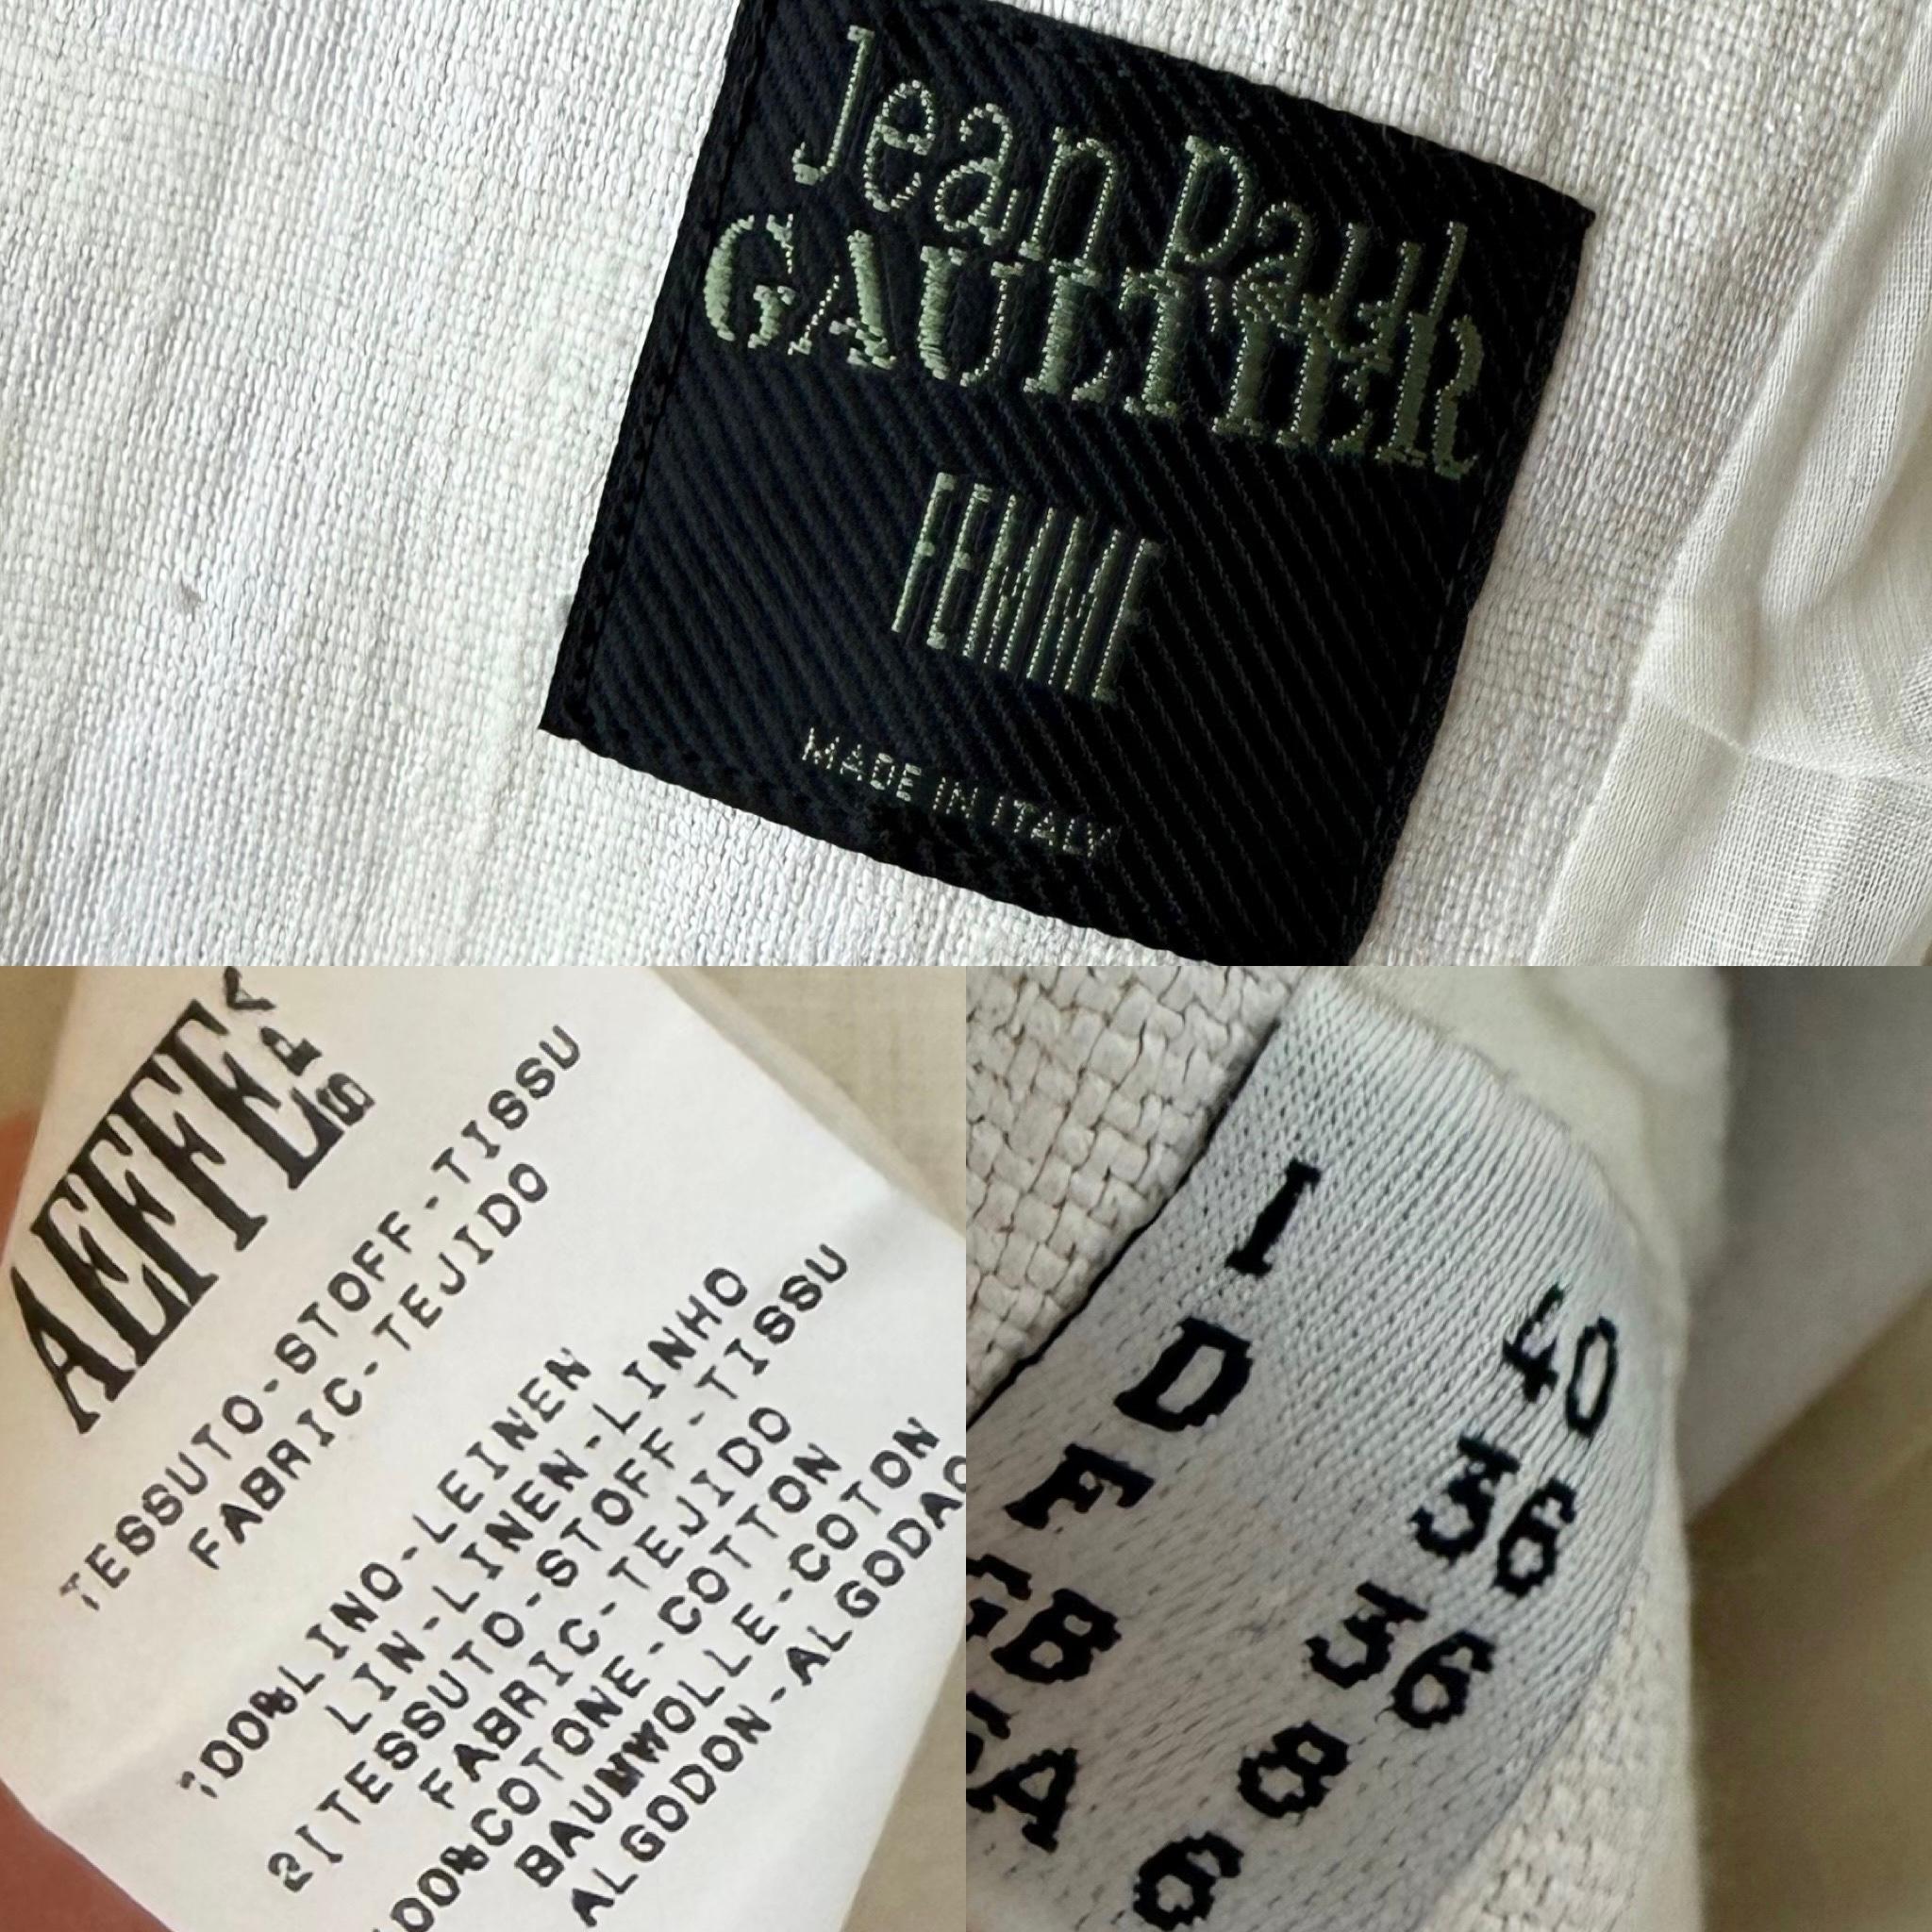 Jean Paul
GAULTIER
FEMME
MADE IN ITALY
AEFFE
TESSUTO-STOFF-TISSU
FABRIC-TEJIDO
100%LINO-LEINEN
LIN-LINEN-LINHO
2[TESSUTO-STOFF-TISSU
FABRIC-TEJIDO
100%COTONE-COTTON
BAUMWOLLE-COTON
ALGODON-ALGODAO
I 40
D 36
F 36
GB 8
6